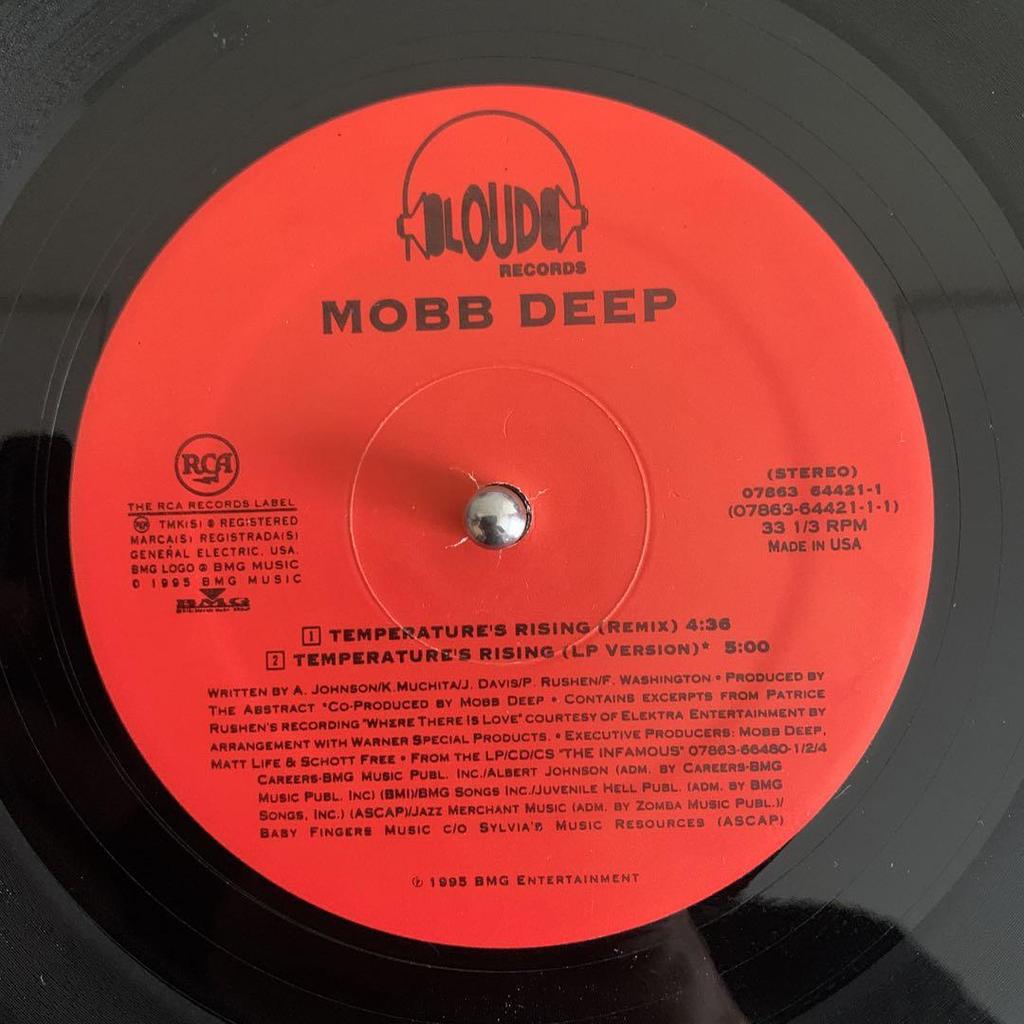 LOUD
RECORDS
MOBB DEEP
RCA
THE RCA RECORDS LABEL
TMK(S) ® REGISTERED
MARCA(S) REGISTRADA(S)
GENERAL ELECTRIC, USA.
BMG LOGO ® BMG MUSIC
© 1995 BMG MUSIC
BMG
(STEREO)
07863 64421-1
(07863-64421-1-1)
33 1/3 RPM
MADE IN USA
1 TEMPERATURE'S RISING (REMIX) 4:36
2 TEMPERATURE'S RISING (LP VERSION)* 5:00
WRITTEN BY A. JOHNSON/K.MUCHITA/J. DAVIS/P. RUSHEN/F. WASHINGTON • PRODUCED BY
THE ABSTRACT *CO-PRODUCED BY MOBB DEEP • CONTAINS EXCERPTS FROM PATRICE
RUSHEN'S RECORDING "WHERE THERE IS LOVE" COURTESY OF ELEKTRA ENTERTAINMENT BY
ARRANGEMENT WITH WARNER SPECIAL PRODUCTS. • EXECUTIVE PRODUCERS: MOBB DEEP,
MATT LIFE & SCHOTT FREE • FROM THE LP/CD/CS "THE INFAMOUS" 07863-66480-1/2/4
CAREERS-BMG MUSIC PUBL. INC./ALBERT JOHNSON (ADM. BY CAREERS-BMG
MUSIC PUBL. INC) (BMI)/BMG SONGS INC./JUVENILE HELL PUBL. (ADM. BY BMG
SONGS, INC.) (ASCAP)/JAZZ MERCHANT MUSIC (ADM. BY ZOMBA MUSIC PUBL.)/
BABY FINGERS MUSIC C/O SYLVIA'S MUSIC RESOURCES (ASCAP)
℗ 1995 BMG ENTERTAINMENT